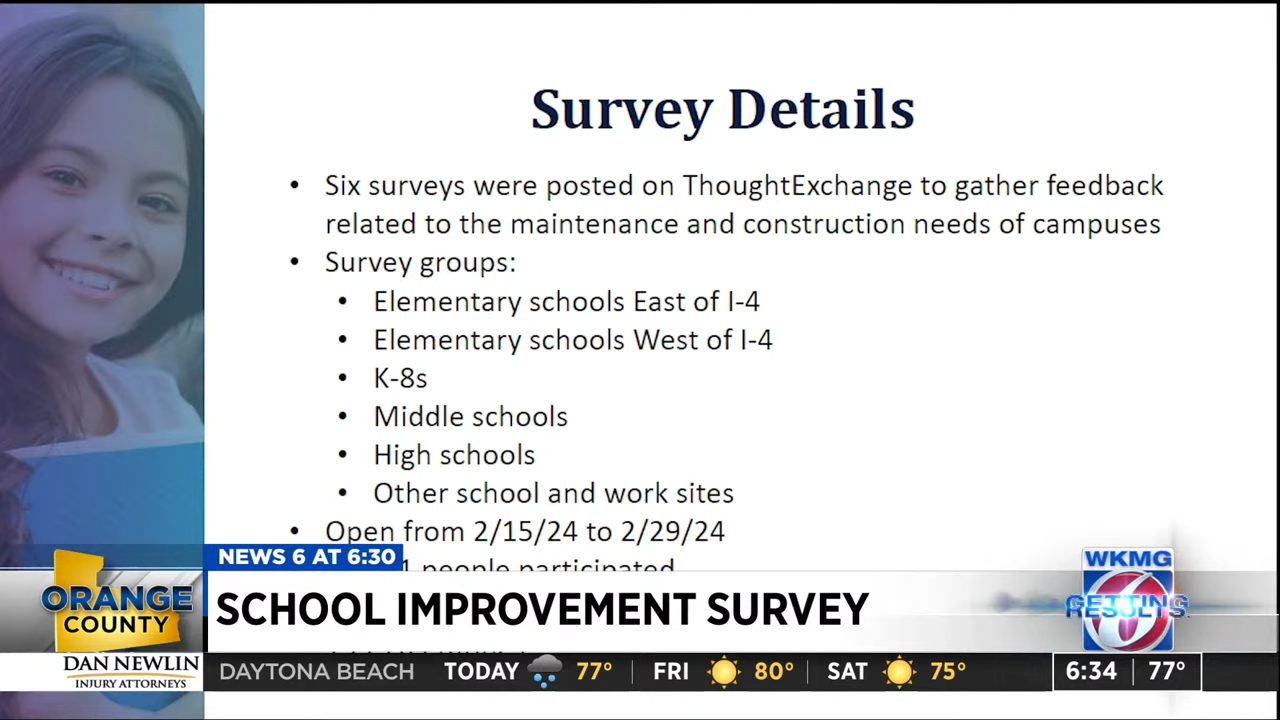 Survey Details
• Six surveys were posted on ThoughtExchange to gather feedback
related to the maintenance and construction needs of campuses
• Survey groups:
• Elementary schools East of I-4
• Elementary schools West of I-4
• K-8s
• Middle schools
• High schools
• Other school and work sites
• Open from 2/15/24 to 2/29/24
people participated
NEWS 6 AT 6:30
ORANGE
COUNTY
SCHOOL IMPROVEMENT SURVEY
WKMG
6
GETTING
RESULTS
DAN NEWLIN
INJURY ATTORNEYS
DAYTONA BEACH TODAY 77° FRI 80° SAT 75° 6:34 77°